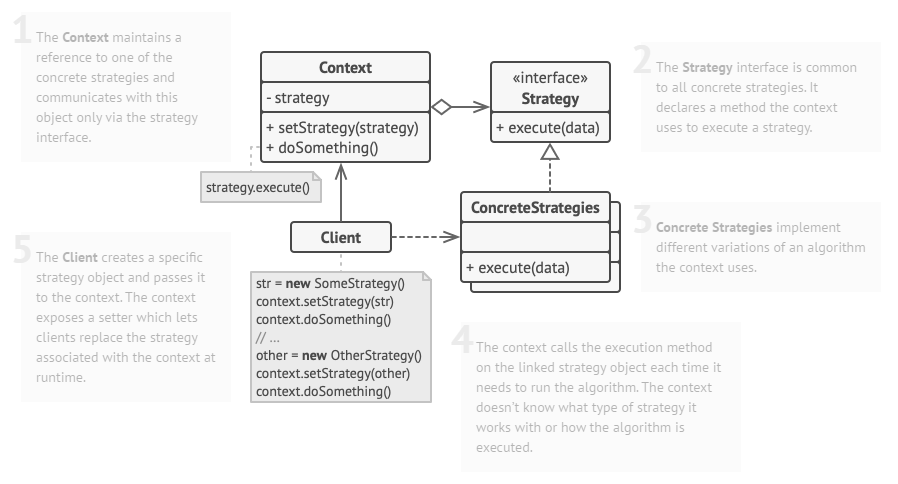 1
The Context maintains a
reference to one of the
concrete strategies and
communicates with this
object only via the strategy
interface.
Context
- strategy
+ setStrategy(strategy)
+ doSomething()
strategy.execute()
«interface»
Strategy
+ execute(data)
2
The Strategy interface is common
to all concrete strategies. It
declares a method the context
uses to execute a strategy.
Client
ConcreteStrategies
+ execute(data)
3
Concrete Strategies implement
different variations of an algorithm
the context uses.
5
The Client creates a specific
strategy object and passes it
to the context. The context
exposes a setter which lets
clients replace the strategy
associated with the context at
runtime.
str = new SomeStrategy()
context.setStrategy(str)
context.doSomething()
// ...
other = new OtherStrategy()
context.setStrategy(other)
context.doSomething()
4
The context calls the execution method
on the linked strategy object each time it
needs to run the algorithm. The context
doesn't know what type of strategy it
works with or how the algorithm is
executed.